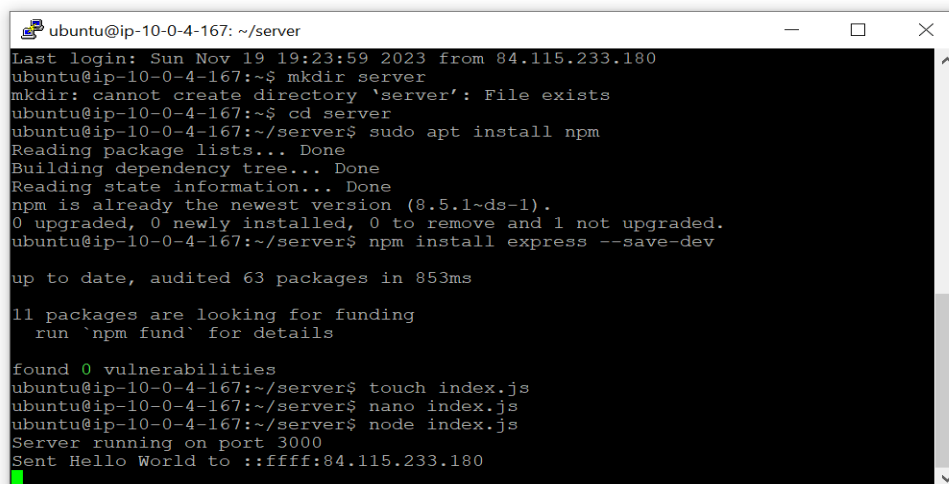 ubuntu@ip-10-0-4-167: ~/server
Last login: Sun Nov 19 19:23:59 2023 from 84.115.233.180
ubuntu@ip-10-0-4-167:~$ mkdir server
mkdir: cannot create directory ‘server’: File exists
ubuntu@ip-10-0-4-167:~$ cd server
ubuntu@ip-10-0-4-167:~/server$ sudo apt install npm
Reading package lists... Done
Building dependency tree... Done
Reading state information... Done
npm is already the newest version (8.5.1~ds-1).
0 upgraded, 0 newly installed, 0 to remove and 1 not upgraded.
ubuntu@ip-10-0-4-167:~/server$ npm install express --save-dev
up to date, audited 63 packages in 853ms
11 packages are looking for funding
run `npm fund` for details
found 0 vulnerabilities
ubuntu@ip-10-0-4-167:~/server$ touch index.js
ubuntu@ip-10-0-4-167:~/server$ nano index.js
ubuntu@ip-10-0-4-167:~/server$ node index.js
Server running on port 3000
Sent Hello World to ::ffff:84.115.233.180